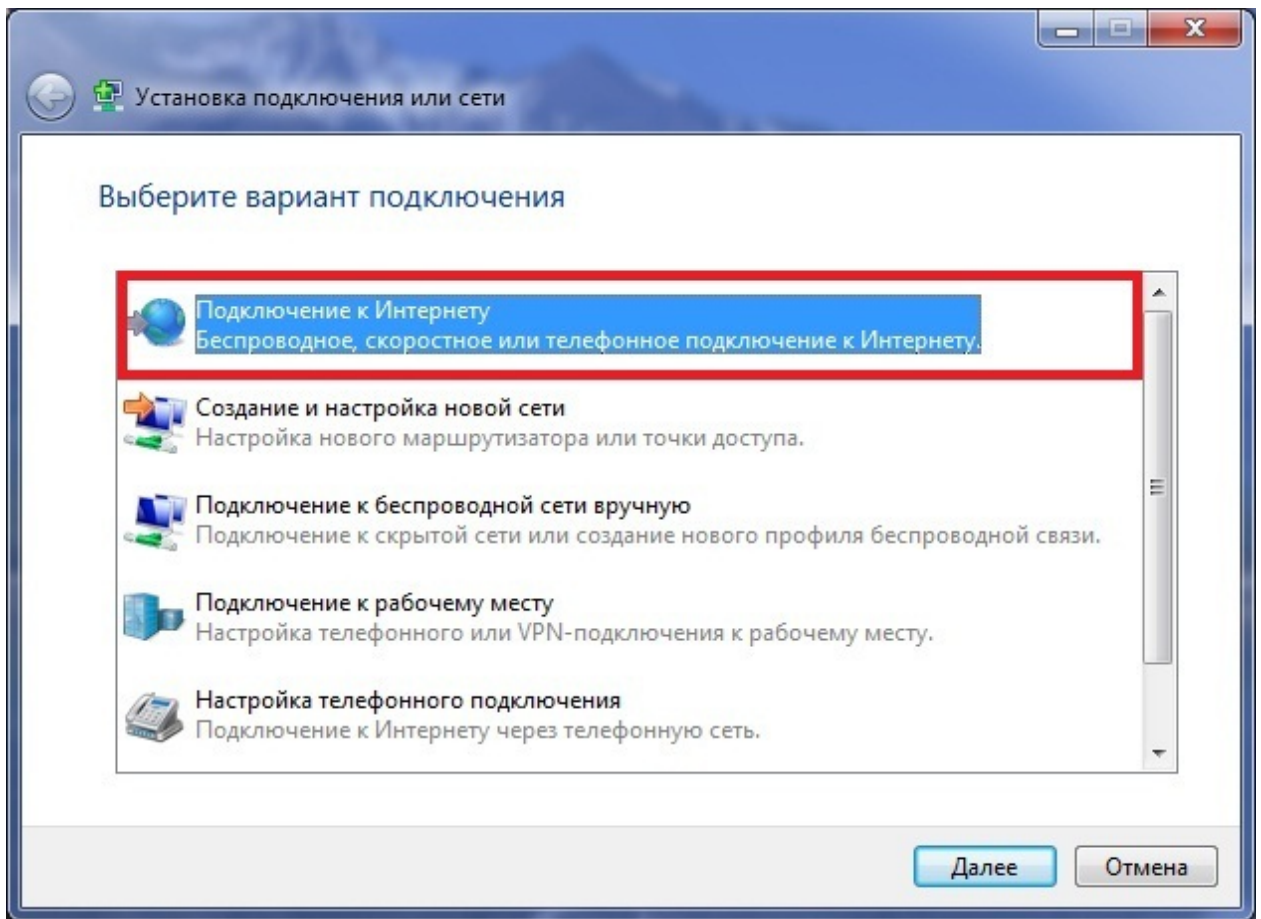 Установка подключения или сети
Выберите вариант подключения
Подключение к Интернету
Беспроводное, скоростное или телефонное подключение к Интернету.
Создание и настройка новой сети
Настройка нового маршрутизатора или точки доступа.
Подключение к беспроводной сети вручную
Подключение к скрытой сети или создание нового профиля беспроводной связи.
Подключение к рабочему месту
Настройка телефонного или VPN-подключения к рабочему месту.
Настройка телефонного подключения
Подключение к Интернету через телефонную сеть.
Далее Отмена